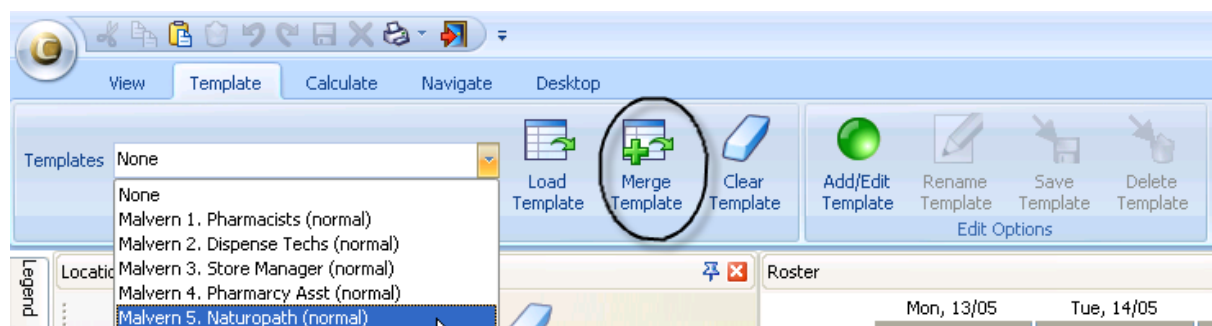 View Template Calculate Navigate Desktop
Templates None
Load Template
Merge Template
Clear Template
Add/Edit Template
Rename Template
Save Template
Delete Template
Edit Options
None
Malvern 1. Pharmacists (normal)
Malvern 2. Dispense Techs (normal)
Malvern 3. Store Manager (normal)
Malvern 4. Pharmarcy Asst (normal)
Malvern 5. Naturopath (normal)
Legend
Roster
Mon, 13/05 Tue, 14/05